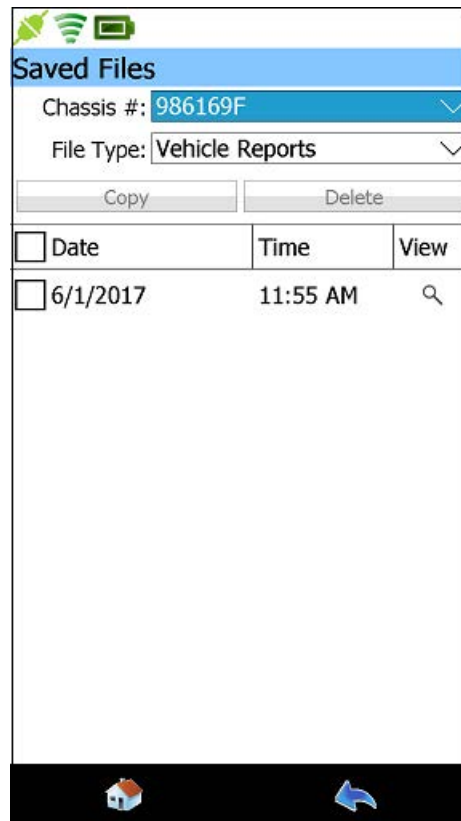 Saved Files
Chassis #: 986169F
File Type: Vehicle Reports
Copy Delete
Date Time View
6/1/2017 11:55 AM